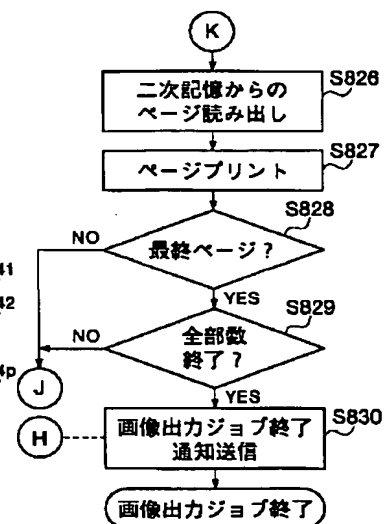 K
S826
二次記憶からの
ページ読み出し
S827
ページプリント
S828
最終ページ?
NO
YES
41
42
S829
全部数
終了?
NO
YES
4p
J
H
S830
画像出力ジョブ終了
通知送信
画像出力ジョブ終了